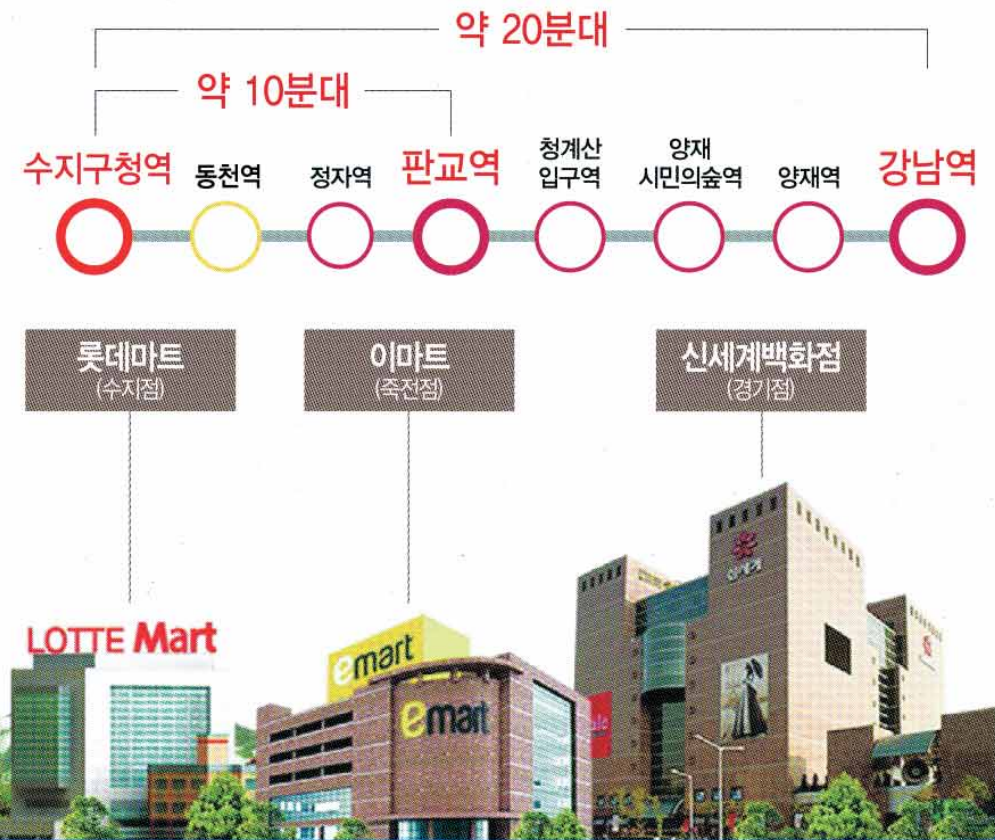 약 20분대
약 10분대
수지구청역
동천역
정자역
판교역
청계산
입구역
양재
시민의숲역
양재역
강남역
롯데마트
(수지점)
이마트
(죽전점)
신세계백화점
(경기점)
LOTTE Mart
emart
emart
신세계